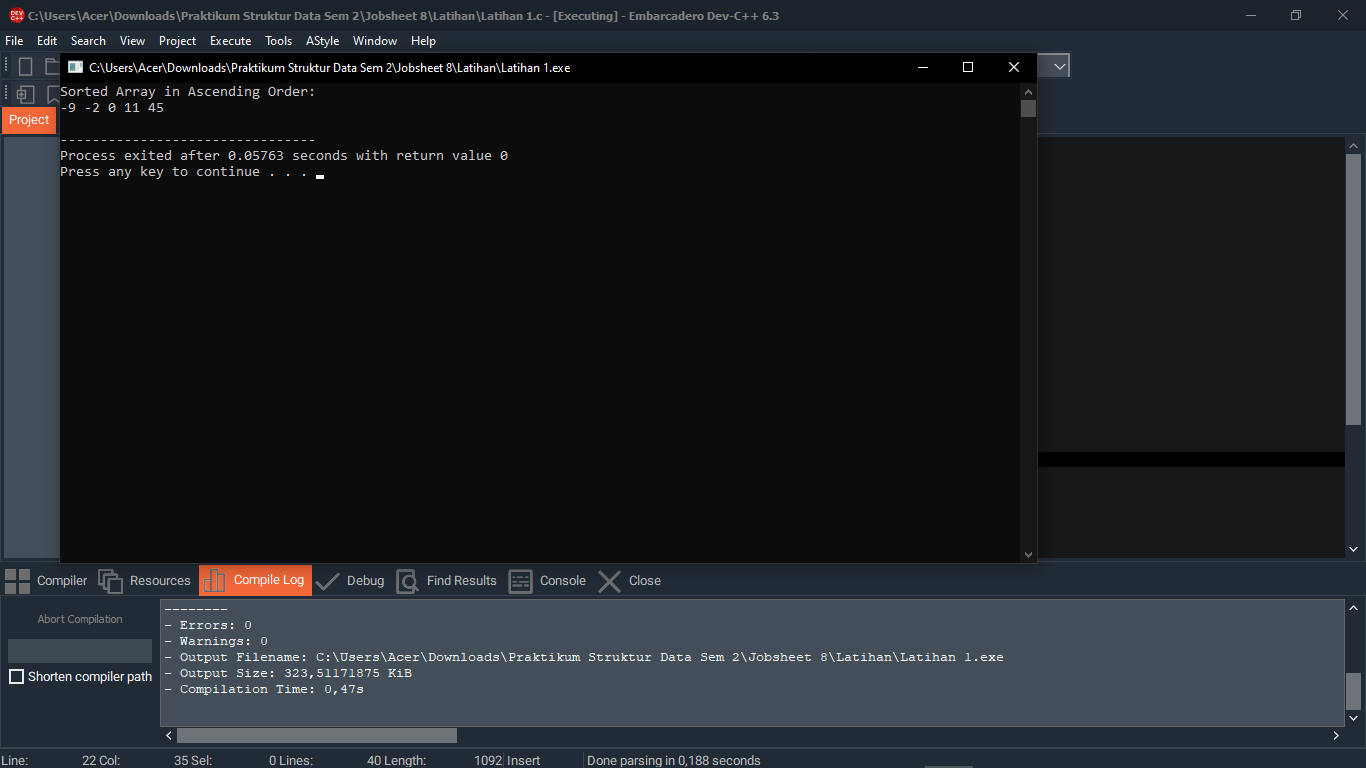 C:\Users\Acer\Downloads\Praktikum Struktur Data Sem 2\Jobsheet 8\Latihan\Latihan 1.c - [Executing] - Embarcadero Dev-C++ 6.3
File Edit Search View Project Execute Tools AStyle Window Help
C:\Users\Acer\Downloads\Praktikum Struktur Data Sem 2\Jobsheet 8\Latihan\Latihan 1.exe
Sorted Array in Ascending Order:
-9 -2 0 11 45
Project
--------------------------------
Process exited after 0.05763 seconds with return value 0
Press any key to continue . . .
Compiler Resources Compile Log Debug Find Results Console Close
Abort Compilation
Shorten compiler path
--------
- Errors: 0
- Warnings: 0
- Output Filename: C:\Users\Acer\Downloads\Praktikum Struktur Data Sem 2\Jobsheet 8\Latihan\Latihan 1.exe
- Output Size: 323,51171875 KiB
- Compilation Time: 0,47s
Line: 22 Col: 35 Sel: 0 Lines: 40 Length: 1092 Insert Done parsing in 0,188 seconds